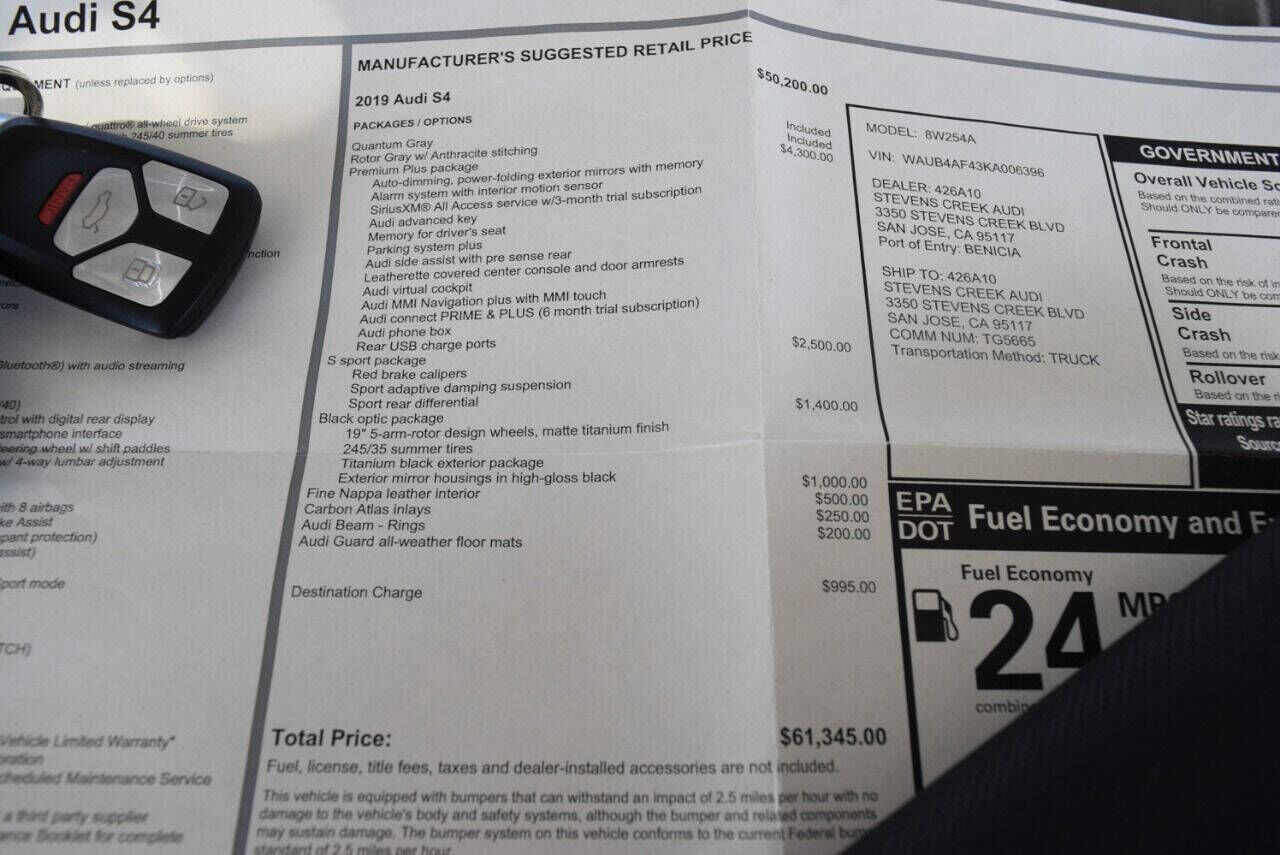 Audi S4
MENT (unless replaced by options)
quattro® all-wheel drive system
245/40 summer tires
PANIC
nction
Bluetooth®) with audio streaming
/40)
trol with digital rear display
smartphone interface
eering wheel w/ shift paddles
w/ 4-way lumbar adjustment
ith 8 airbags
ke Assist
pant protection)
assist)
port mode
TCH)
Vehicle Limited Warranty*
oration
cheduled Maintenance Service
a third party supplier
ance Booklet for complete
MANUFACTURER'S SUGGESTED RETAIL PRICE
2019 Audi S4 $50,200.00
PACKAGES / OPTIONS
Quantum Gray Included
Rotor Gray w/ Anthracite stitching Included
Premium Plus package $4,300.00
Auto-dimming, power-folding exterior mirrors with memory
Alarm system with interior motion sensor
SiriusXM® All Access service w/3-month trial subscription
Audi advanced key
Memory for driver's seat
Parking system plus
Audi side assist with pre sense rear
Leatherette covered center console and door armrests
Audi virtual cockpit
Audi MMI Navigation plus with MMI touch
Audi connect PRIME & PLUS (6 month trial subscription)
Audi phone box
Rear USB charge ports
S sport package $2,500.00
Red brake calipers
Sport adaptive damping suspension
Sport rear differential
Black optic package $1,400.00
19" 5-arm-rotor design wheels, matte titanium finish
245/35 summer tires
Titanium black exterior package
Exterior mirror housings in high-gloss black
Fine Nappa leather interior $1,000.00
Carbon Atlas inlays $500.00
Audi Beam - Rings $250.00
Audi Guard all-weather floor mats $200.00
Destination Charge $995.00
Total Price: $61,345.00
Fuel, license, title fees, taxes and dealer-installed accessories are not included.
This vehicle is equipped with bumpers that can withstand an impact of 2.5 miles per hour with no
damage to the vehicle's body and safety systems, although the bumper and related components
may sustain damage. The bumper system on this vehicle conforms to the current Federal bump
standard of 2.5 miles per hour.
MODEL: 8W254A
VIN: WAUB4AF43KA006396
DEALER: 426A10
STEVENS CREEK AUDI
3350 STEVENS CREEK BLVD
SAN JOSE, CA 95117
Port of Entry: BENICIA
SHIP TO: 426A10
STEVENS CREEK AUDI
3350 STEVENS CREEK BLVD
SAN JOSE, CA 95117
COMM NUM: TG5665
Transportation Method: TRUCK
GOVERNMENT
Overall Vehicle Sc
Based on the combined rati
Should ONLY be compare
Frontal
Crash
Based on the risk of in
Should ONLY be com
Side
Crash
Based on the risk
Rollover
Based on the ri
Star ratings ra
Sourc
EPA
DOT
Fuel Economy and E
Fuel Economy
24 MPG
combin